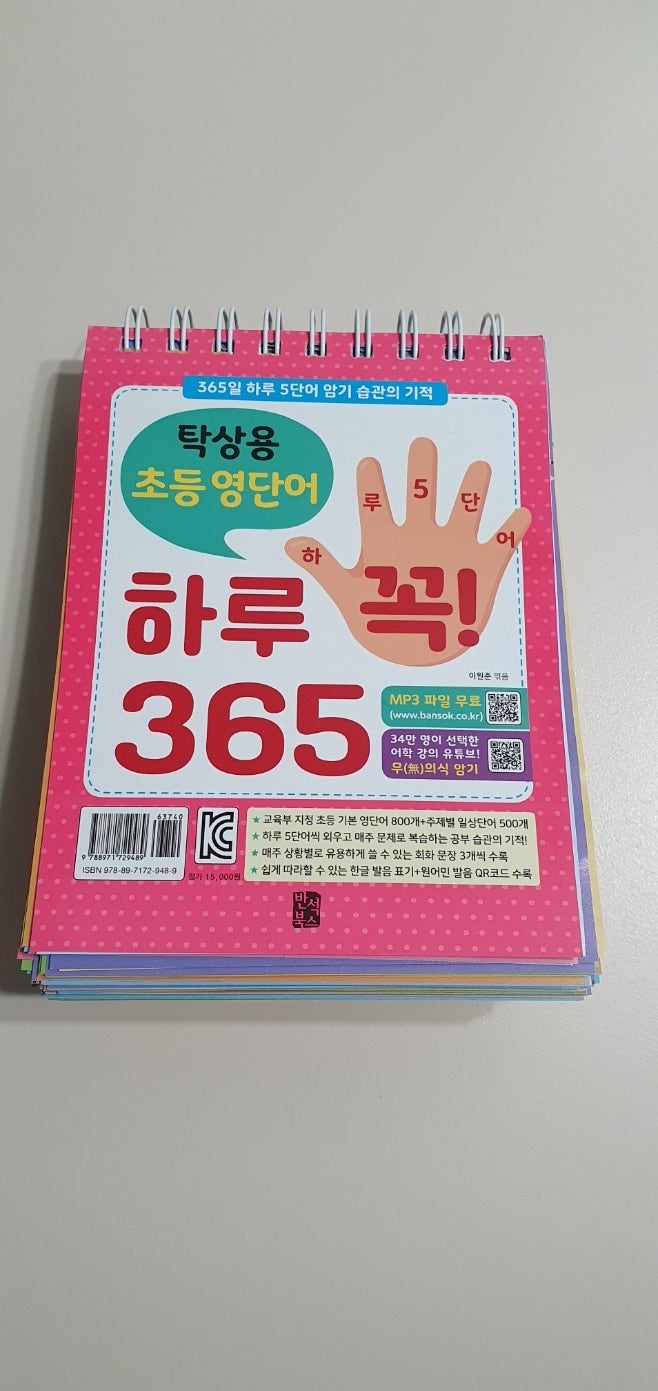 365일 하루 5단어 암기 습관의 기적
탁상용
초등 영단어
하 루 5 단 어
하루 꼭!
365
이원준 엮음
MP3 파일 무료
(www.bansok.co.kr)
34만 명이 선택한
어학 강의 유튜브!
무(無)의식 암기
63740
9 788971 729489
ISBN 978-89-7172-948-9
정가 15,000원
★ 교육부 지정 초등 기본 영단어 800개+주제별 일상단어 500개
★ 하루 5단어씩 외우고 매주 문제로 복습하는 공부 습관의 기적!
★ 매주 상황별로 유용하게 쓸 수 있는 회화 문장 3개씩 수록
★ 쉽게 따라할 수 있는 한글 발음 표기+원어민 발음 QR코드 수록
반석
북스